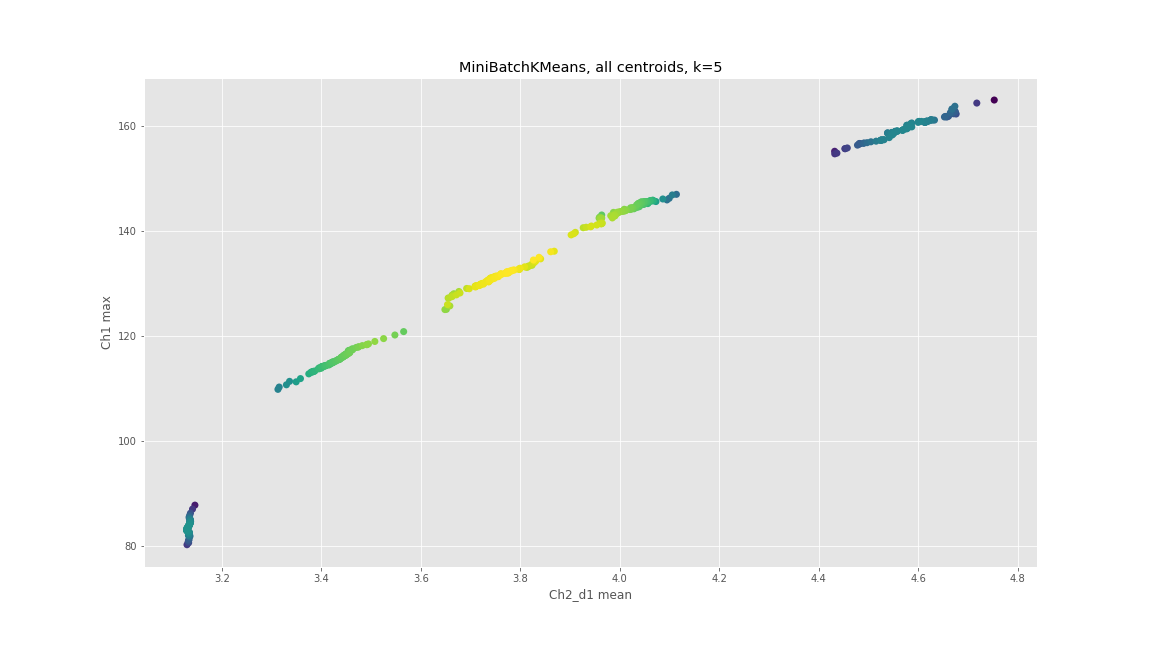 MiniBatchKMeans, all centroids, k=5
160
140
120
100
80
Ch1 max
3.2 3.4 3.6 3.8 4.0 4.2 4.4 4.6 4.8
Ch2_d1 mean